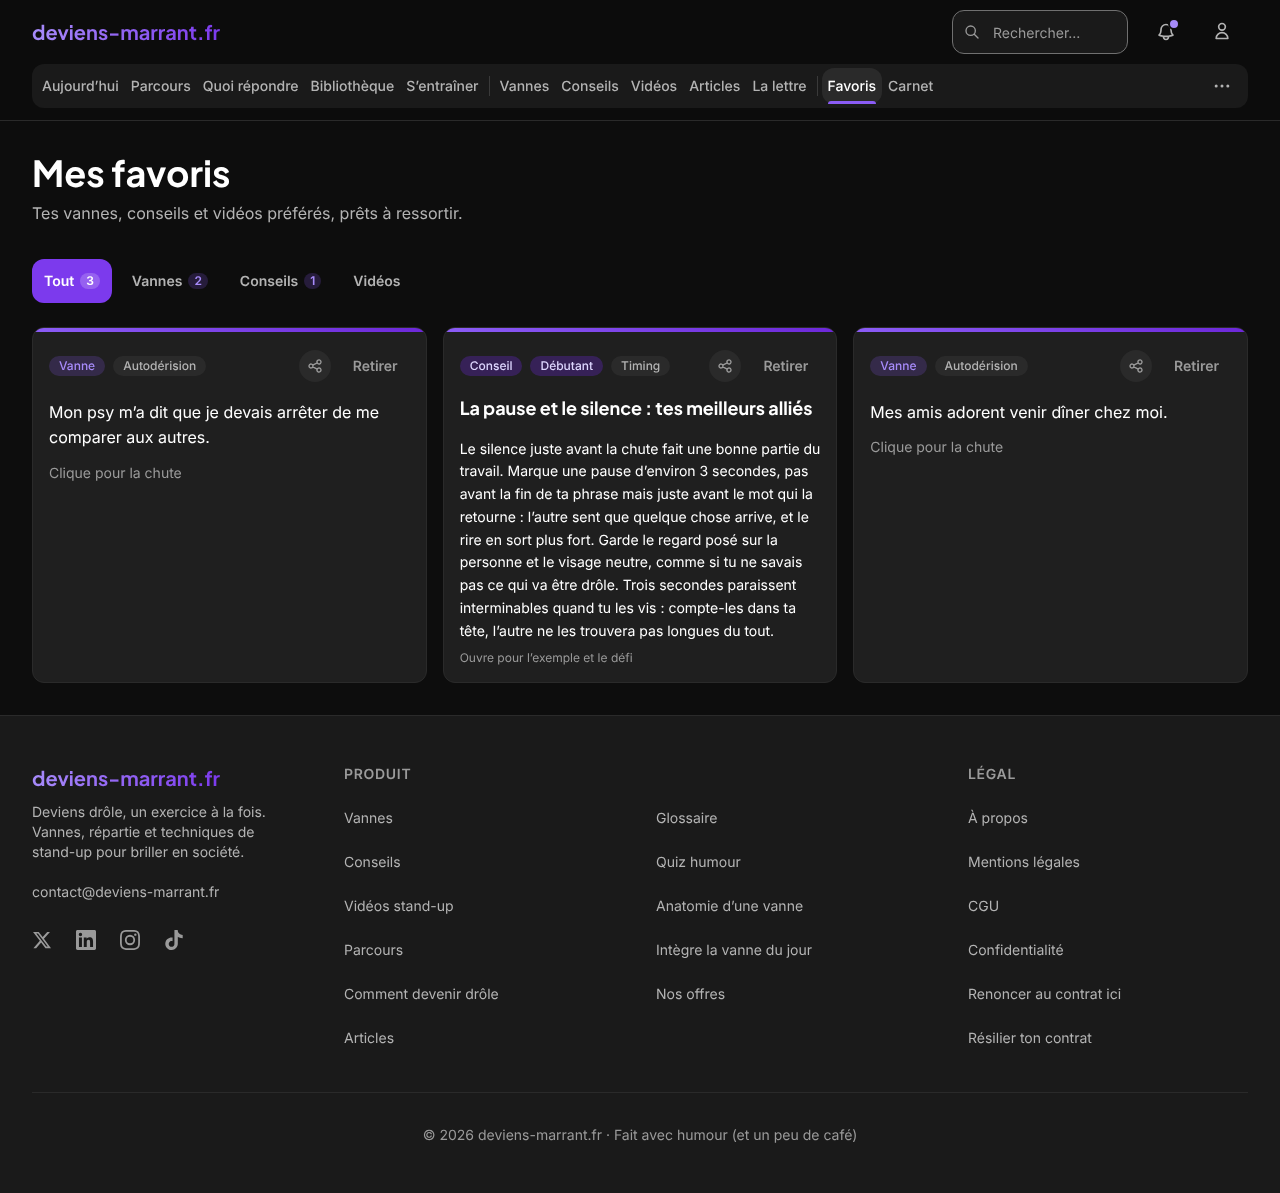 deviens-marrant.fr
Rechercher...
Aujourd’hui Parcours Quoi répondre Bibliothèque S’entraîner Vannes Conseils Vidéos Articles La lettre Favoris Carnet
Mes favoris
Tes vannes, conseils et vidéos préférés, prêts à ressortir.
Tout 3 Vannes 2 Conseils 1 Vidéos
Vanne Autodérision Retirer
Mon psy m’a dit que je devais arrêter de me
comparer aux autres.
Clique pour la chute
Conseil Débutant Timing Retirer
La pause et le silence : tes meilleurs alliés
Le silence juste avant la chute fait une bonne partie du
travail. Marque une pause d’environ 3 secondes, pas
avant la fin de ta phrase mais juste avant le mot qui la
retourne : l’autre sent que quelque chose arrive, et le
rire en sort plus fort. Garde le regard posé sur la
personne et le visage neutre, comme si tu ne savais
pas ce qui va être drôle. Trois secondes paraissent
interminables quand tu les vis : compte-les dans ta
tête, l’autre ne les trouvera pas longues du tout.
Ouvre pour l’exemple et le défi
Vanne Autodérision Retirer
Mes amis adorent venir dîner chez moi.
Clique pour la chute
deviens-marrant.fr
Deviens drôle, un exercice à la fois.
Vannes, répartie et techniques de
stand-up pour briller en société.
contact@deviens-marrant.fr
PRODUIT
Vannes
Conseils
Vidéos stand-up
Parcours
Comment devenir drôle
Articles
Glossaire
Quiz humour
Anatomie d’une vanne
Intègre la vanne du jour
Nos offres
LÉGAL
À propos
Mentions légales
CGU
Confidentialité
Renoncer au contrat ici
Résilier ton contrat
© 2026 deviens-marrant.fr · Fait avec humour (et un peu de café)